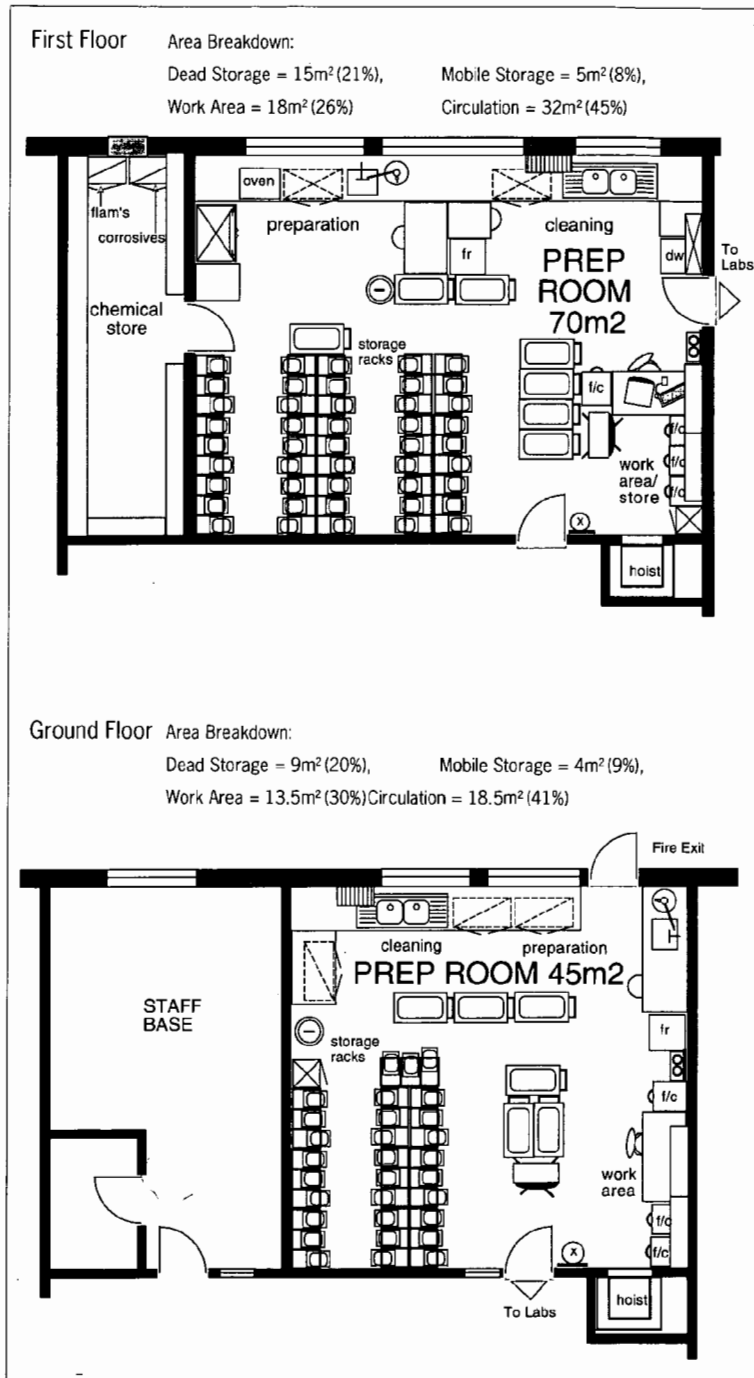 First Floor Area Breakdown:
Dead Storage = 15m² (21%), Mobile Storage = 5m² (8%),
Work Area = 18m² (26%) Circulation = 32m² (45%)
oven
flam's
corrosives
preparation
cleaning
fr
dw
To
Labs
PREP
ROOM
70m2
chemical
store
storage
racks
f/c
f/c
f/c
f/c
work
area/
store
x
hoist
Ground Floor Area Breakdown:
Dead Storage = 9m² (20%), Mobile Storage = 4m² (9%),
Work Area = 13.5m² (30%) Circulation = 18.5m² (41%)
Fire Exit
cleaning
preparation
PREP ROOM 45m2
STAFF
BASE
storage
racks
fr
f/c
work
area
f/c
f/c
x
hoist
To Labs